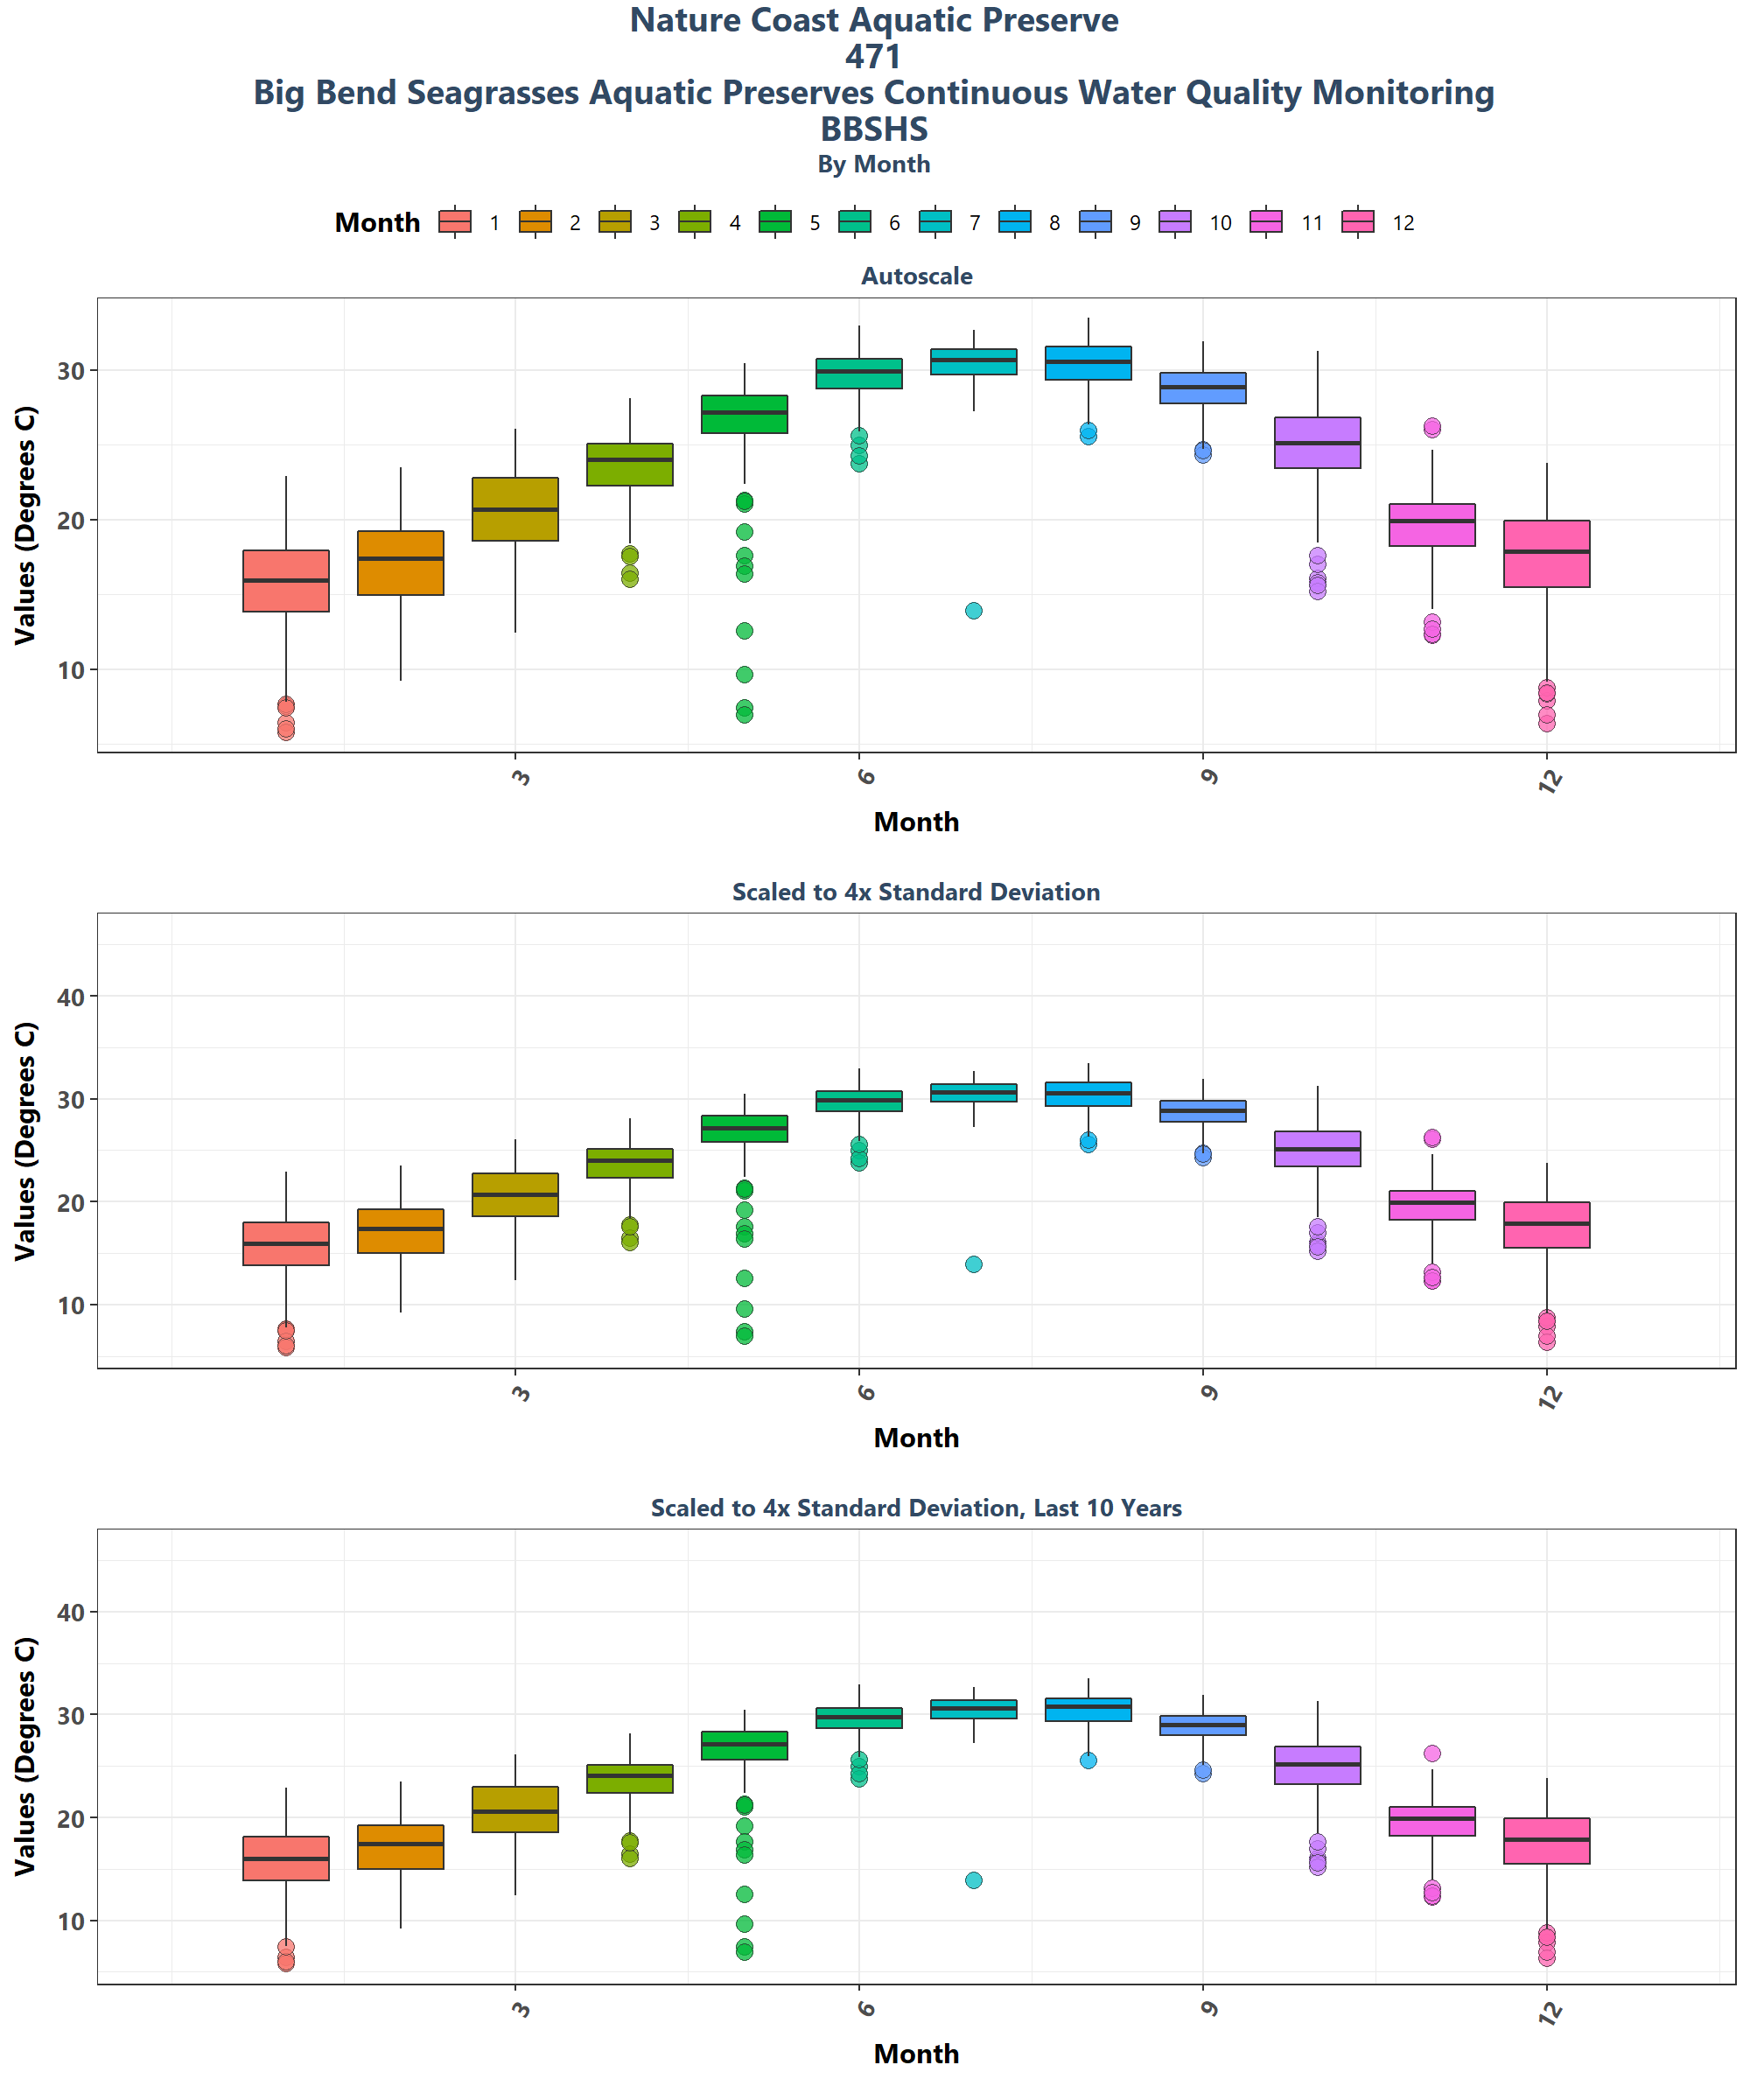 Nature Coast Aquatic Preserve
471
Big Bend Seagrasses Aquatic Preserves Continuous Water Quality Monitoring
BBSHS
By Month
Month 1 2 3 4 5 6 7 8 9 10 11 12
Autoscale
Values (Degrees C)
30
20
10
3 6 9 12
Month
Scaled to 4x Standard Deviation
Values (Degrees C)
40
30
20
10
3 6 9 12
Month
Scaled to 4x Standard Deviation, Last 10 Years
Values (Degrees C)
40
30
20
10
3 6 9 12
Month